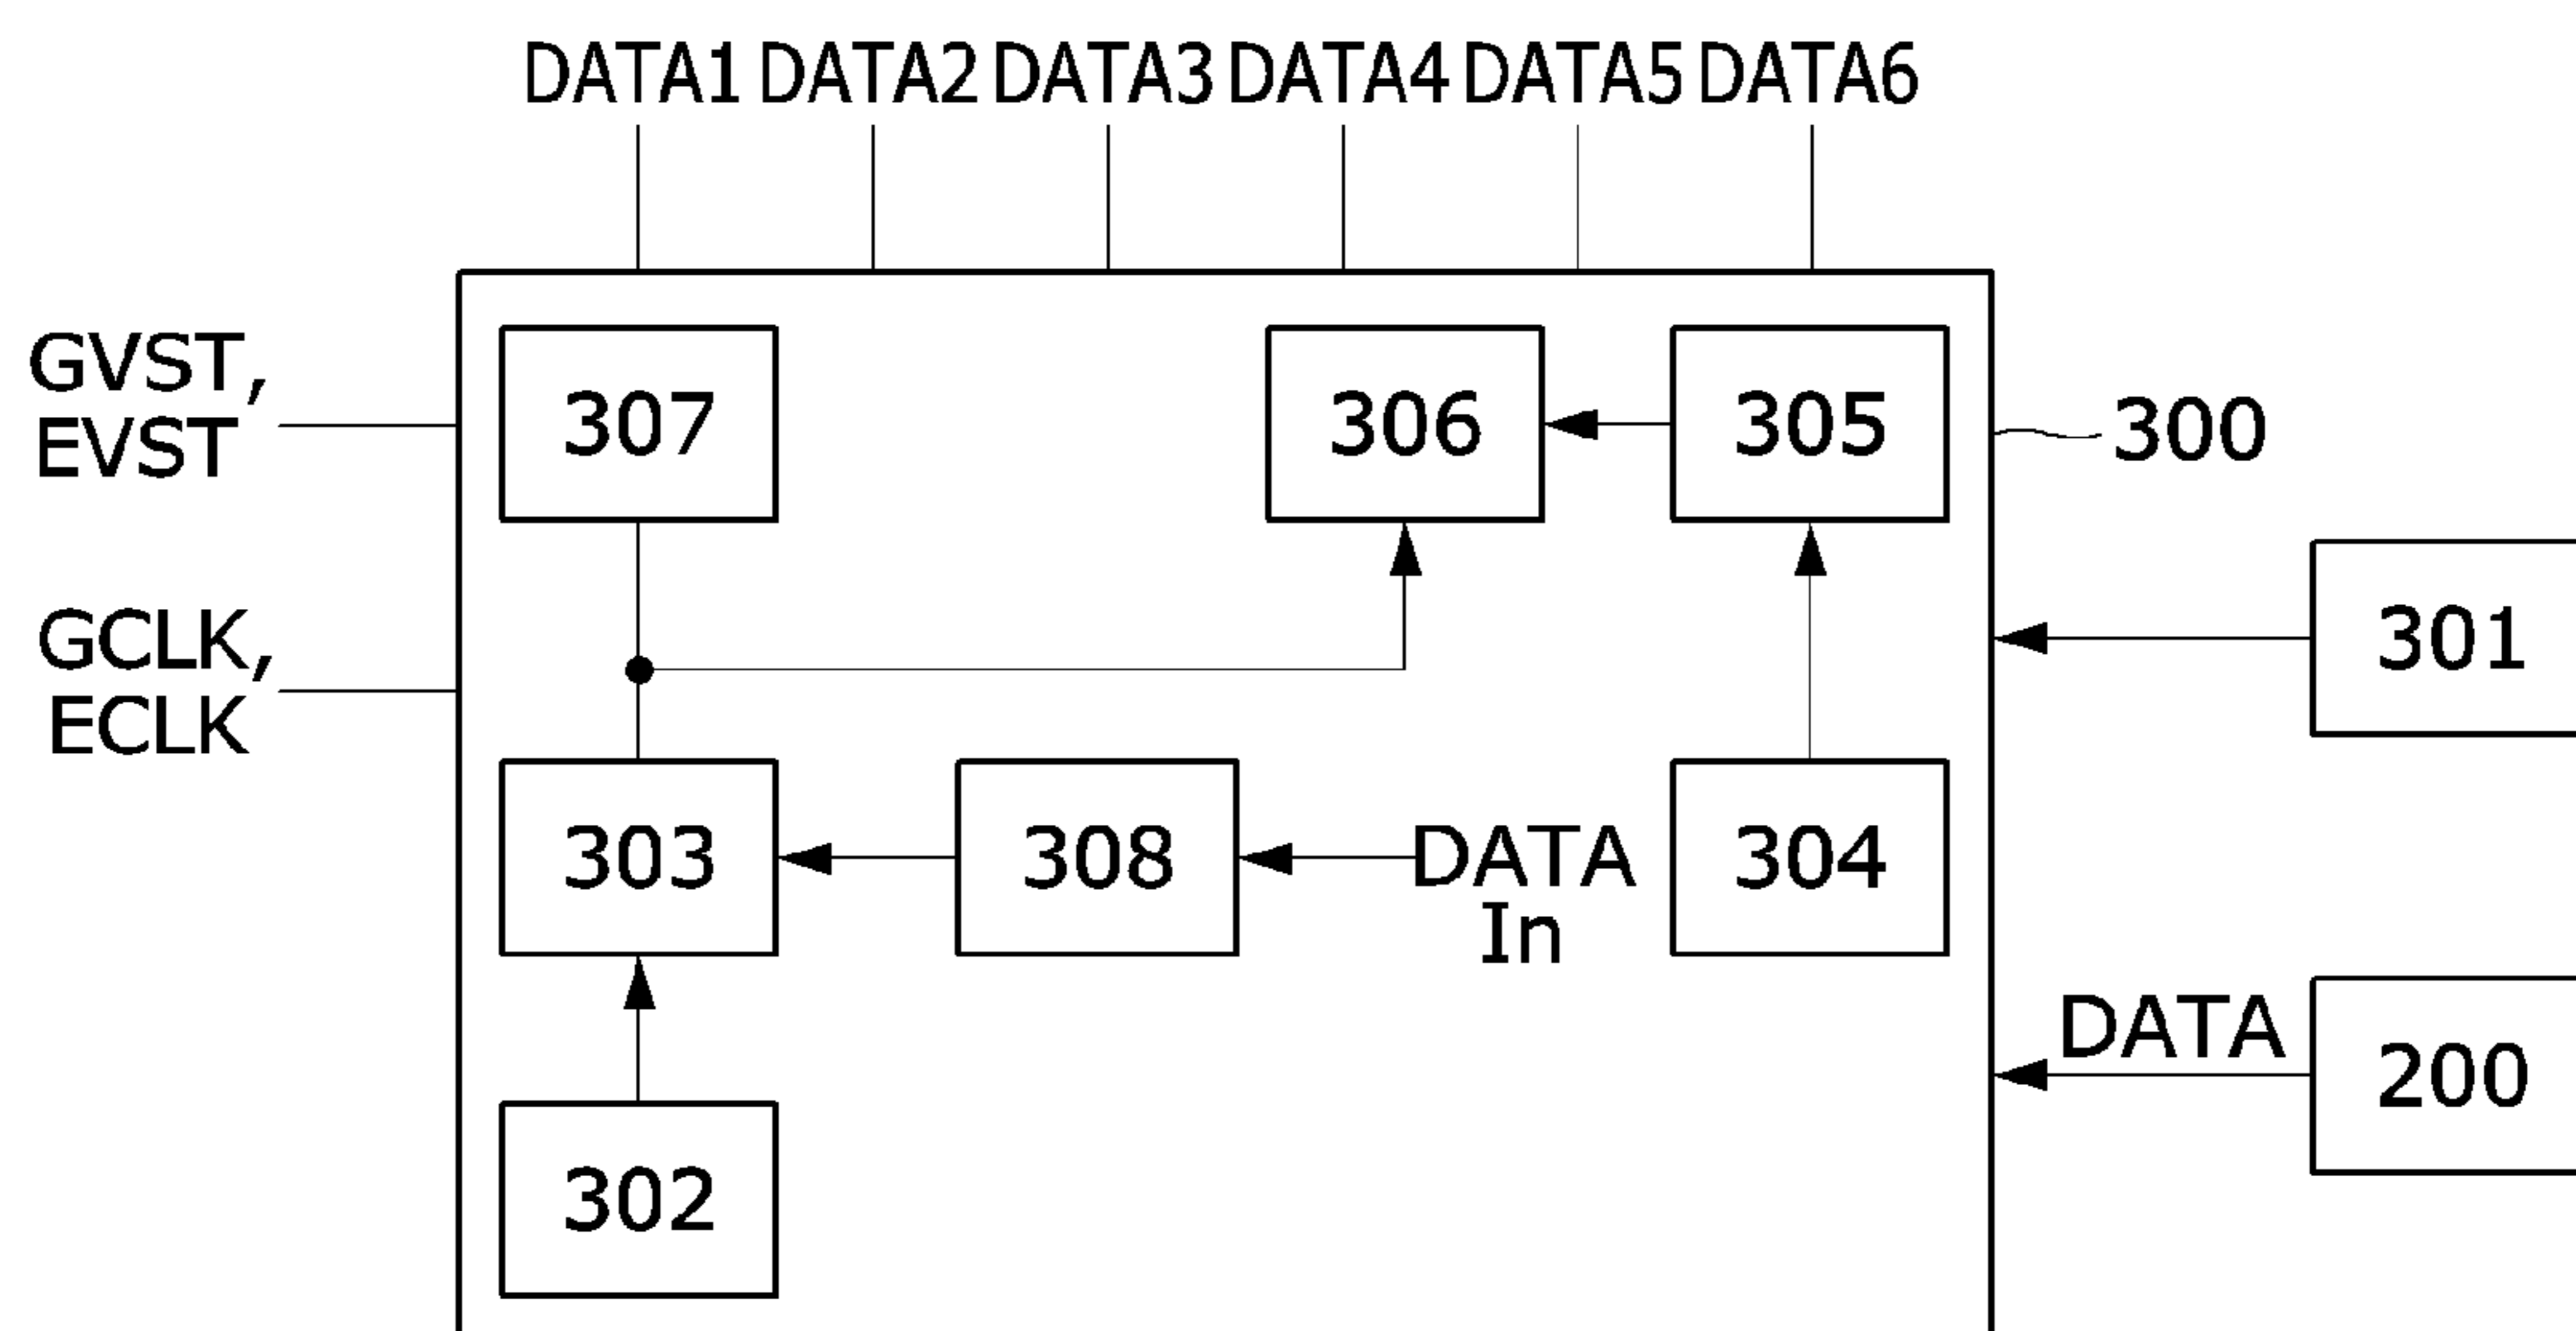 DATA1 DATA2 DATA3 DATA4 DATA5 DATA6
GVST,
EVST
307
306
305
300
GCLK,
ECLK
301
303
308
DATA
In
304
DATA
200
302